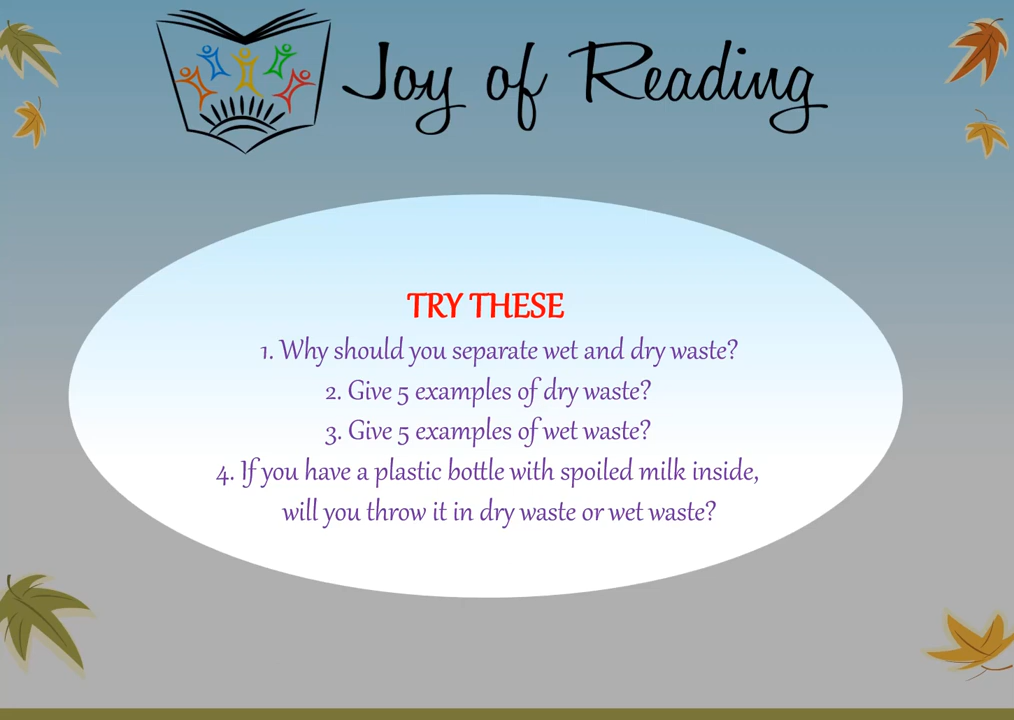 Joy of Reading
TRY THESE
1. Why should you separate wet and dry waste?
2. Give 5 examples of dry waste?
3. Give 5 examples of wet waste?
4. If you have a plastic bottle with spoiled milk inside,
will you throw it in dry waste or wet waste?